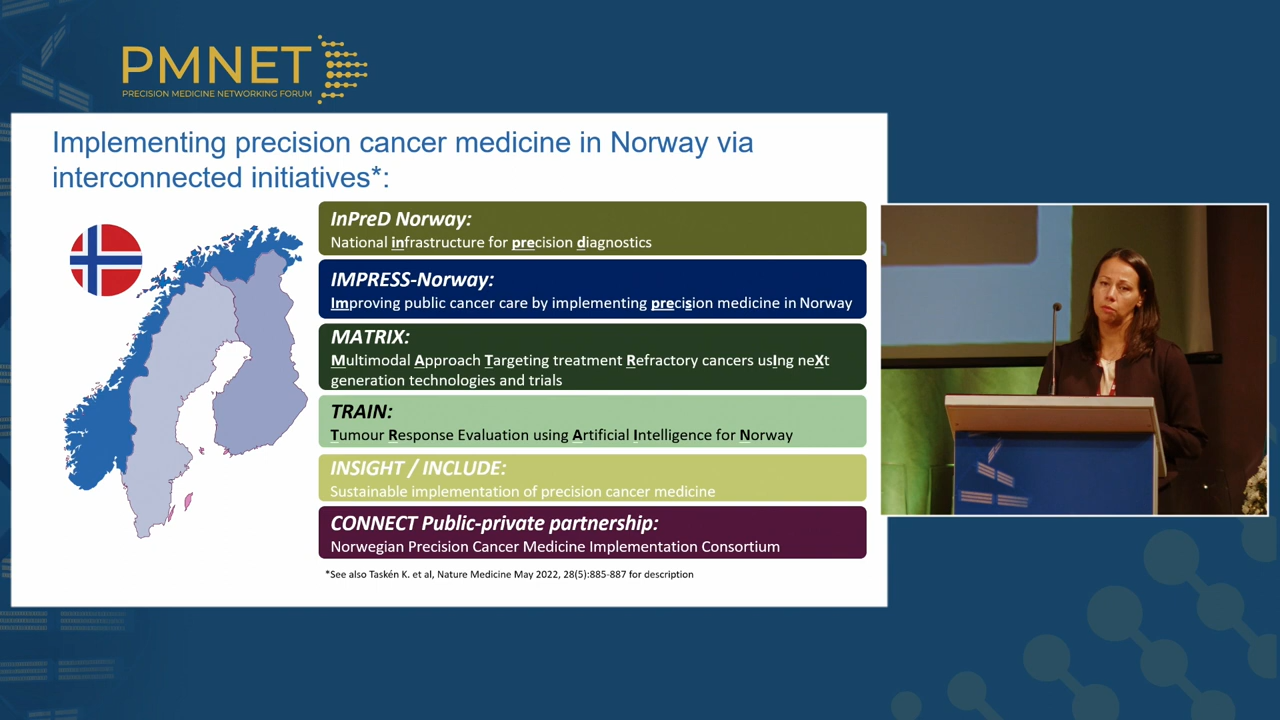 PMNET
PRECISION MEDICINE NETWORKING FORUM
Implementing precision cancer medicine in Norway via
interconnected initiatives*:
InPreD Norway:
National infrastructure for precision diagnostics
IMPRESS-Norway:
Improving public cancer care by implementing precision medicine in Norway
MATRIX:
Multimodal Approach Targeting treatment Refractory cancers usIng neXt
generation technologies and trials
TRAIN:
Tumour Response Evaluation using Artificial Intelligence for Norway
INSIGHT / INCLUDE:
Sustainable implementation of precision cancer medicine
CONNECT Public-private partnership:
Norwegian Precision Cancer Medicine Implementation Consortium
*See also Taskén K. et al, Nature Medicine May 2022, 28(5):885-887 for description